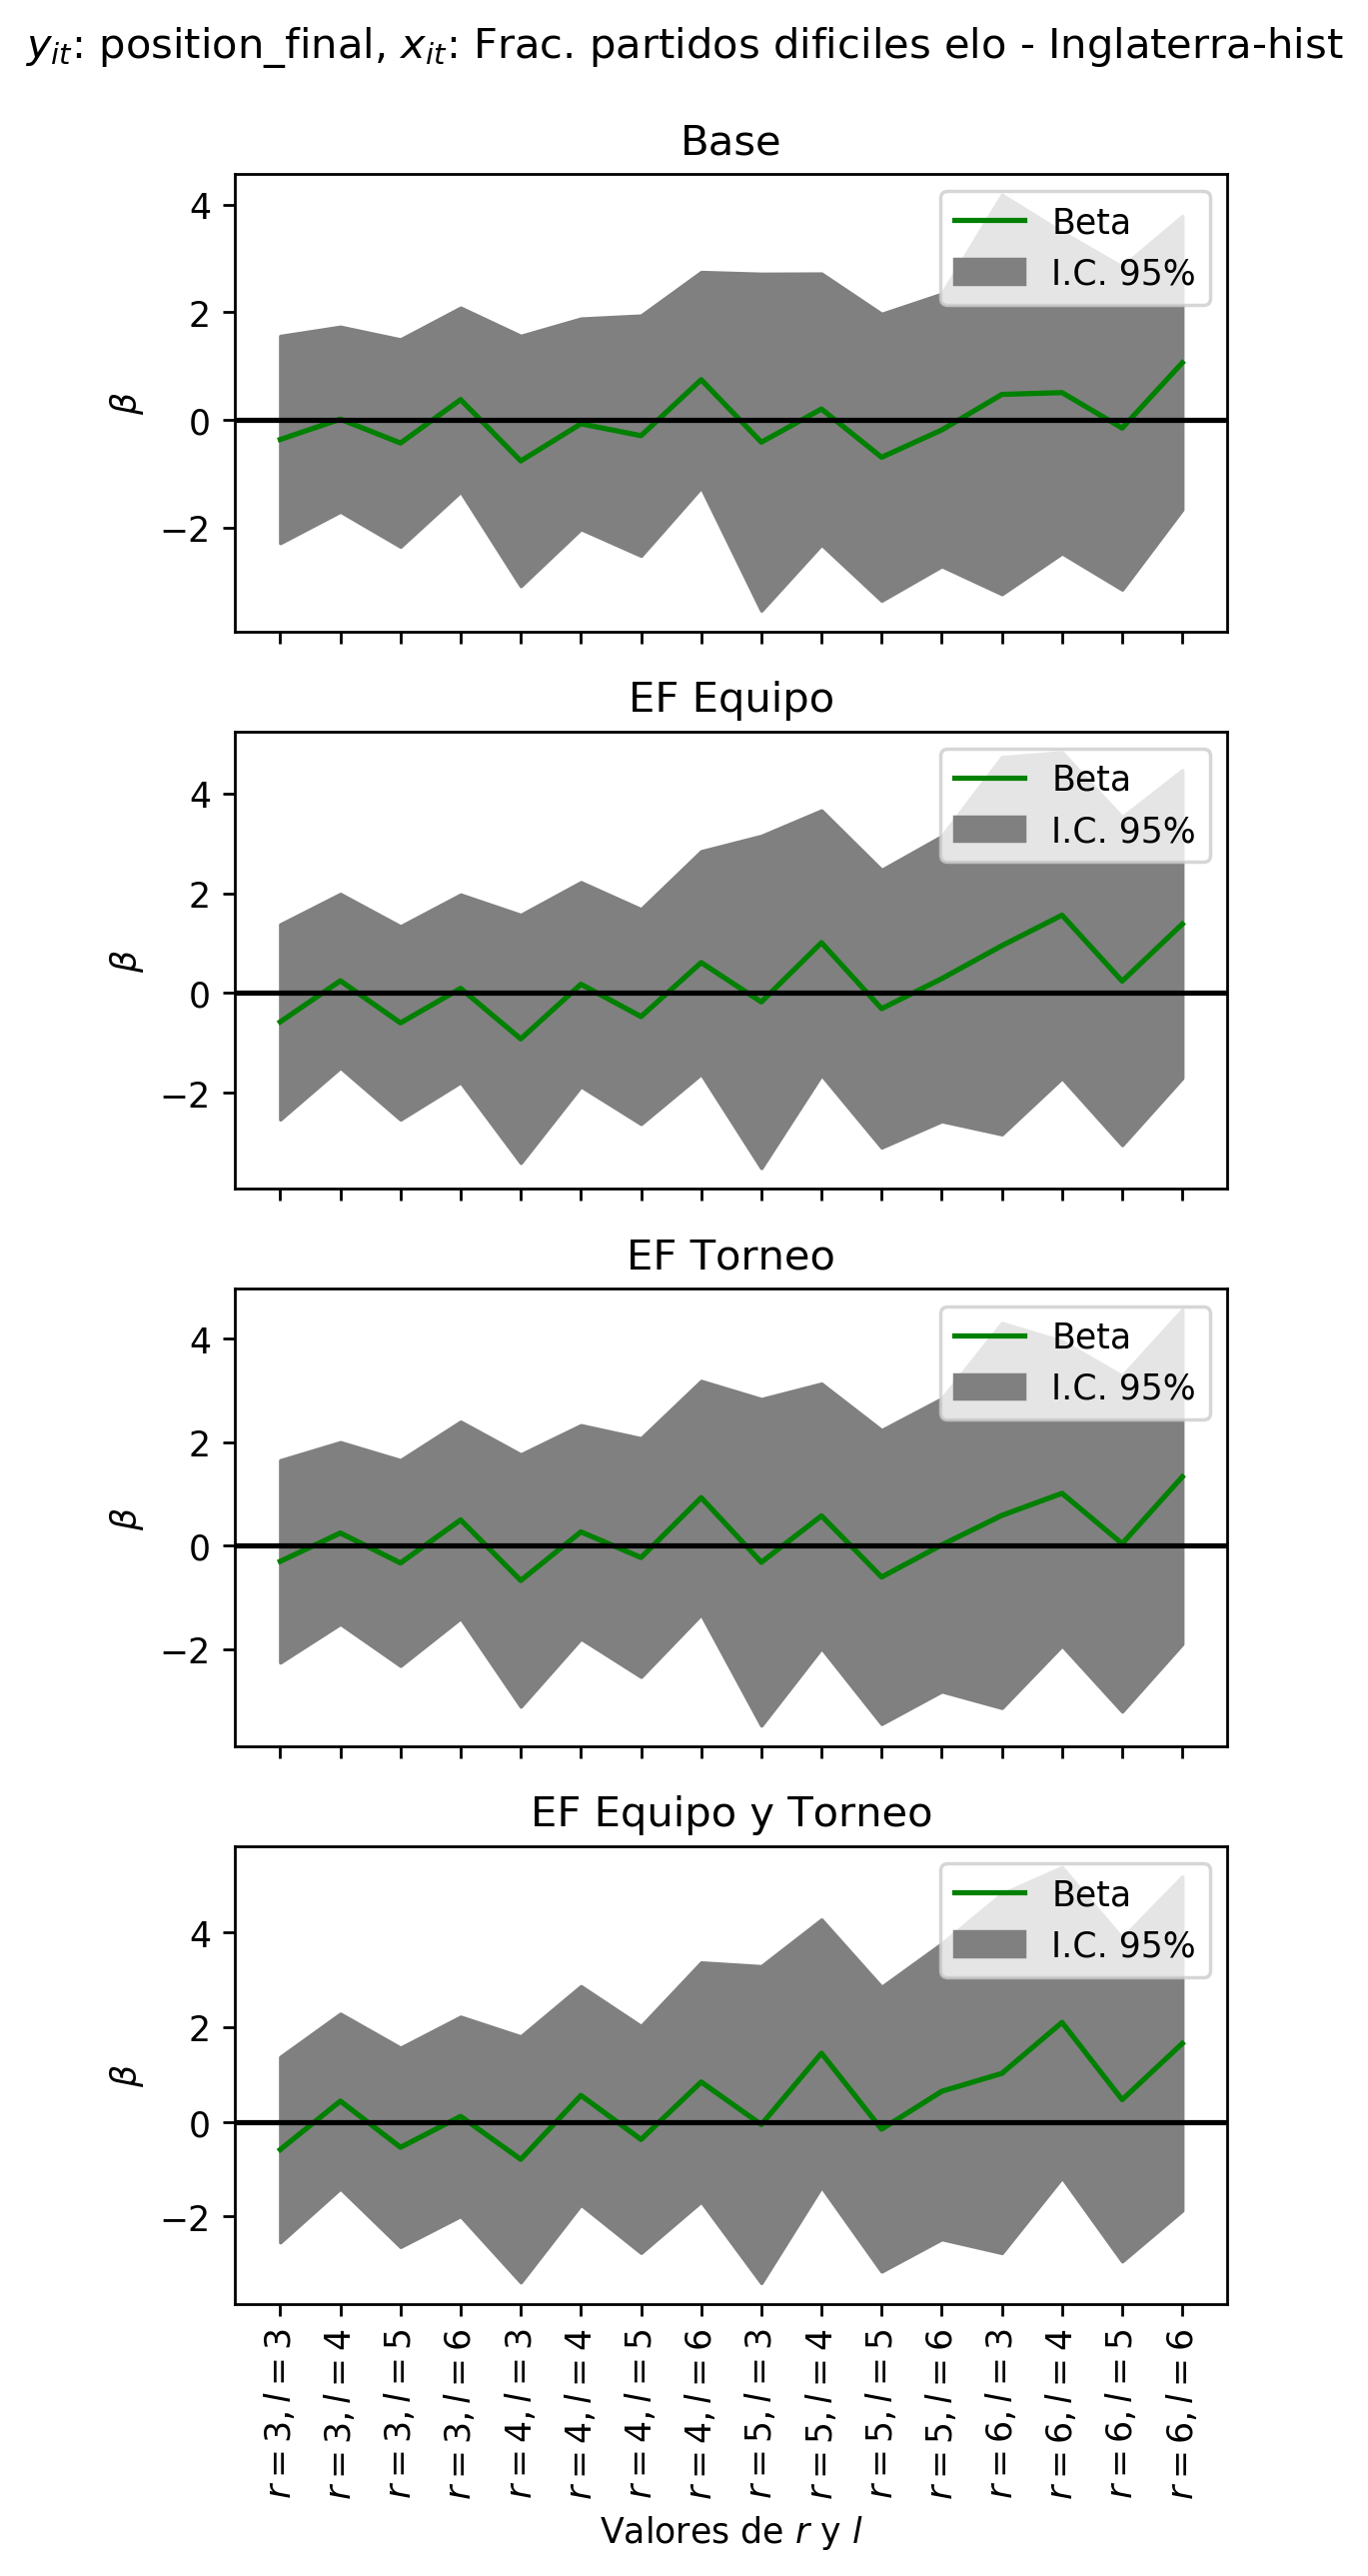 y_it: position_final, x_it: Frac. partidos dificiles elo - Inglaterra-hist
Base
Beta
I.C. 95%
4
2
0
−2
β
EF Equipo
Beta
I.C. 95%
4
2
0
−2
β
EF Torneo
Beta
I.C. 95%
4
2
0
−2
β
EF Equipo y Torneo
Beta
I.C. 95%
4
2
0
−2
β
r = 3, l = 3
r = 3, l = 4
r = 3, l = 5
r = 3, l = 6
r = 4, l = 3
r = 4, l = 4
r = 4, l = 5
r = 4, l = 6
r = 5, l = 3
r = 5, l = 4
r = 5, l = 5
r = 5, l = 6
r = 6, l = 3
r = 6, l = 4
r = 6, l = 5
r = 6, l = 6
Valores de r y l